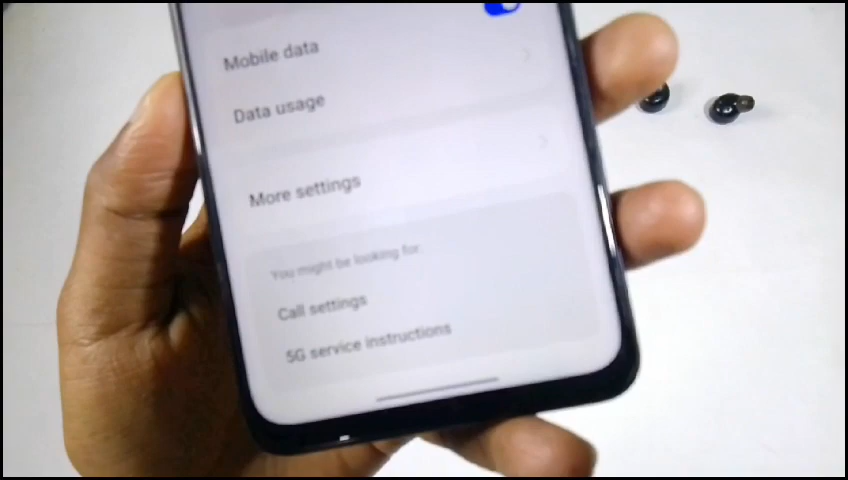 Mobile data
Data usage
More settings
You might be looking for:
Call settings
5G service instructions